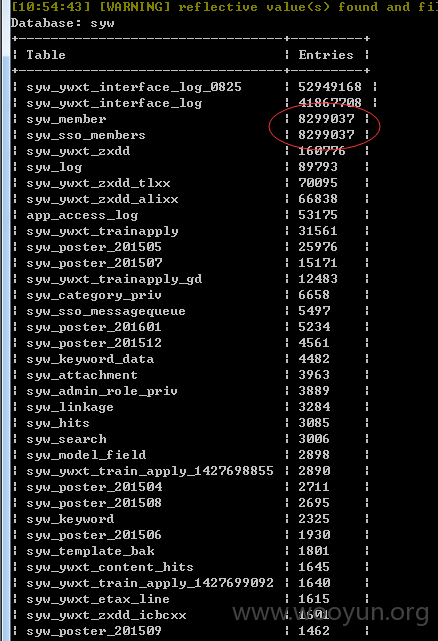 [10:54:43] [WARNING] reflective value(s) found and fil
Database: syw
+--------------------------------+---------+
| Table | Entries |
+--------------------------------+---------+
| syw_ywxt_interface_log_0825 | 52949168 |
| syw_ywxt_interface_log | 41867708 |
| syw_member | 8299037 |
| syw_sso_members | 8299037 |
| syw_ywxt_zxdd | 160776 |
| syw_log | 89793 |
| syw_ywxt_zxdd_tlxx | 70095 |
| syw_ywxt_zxdd_alixx | 66838 |
| app_access_log | 53175 |
| syw_ywxt_trainapply | 31561 |
| syw_poster_201505 | 25976 |
| syw_poster_201507 | 15171 |
| syw_ywxt_trainapply_gd | 12483 |
| syw_category_priv | 6658 |
| syw_sso_messagequeue | 5497 |
| syw_poster_201601 | 5234 |
| syw_poster_201512 | 4561 |
| syw_keyword_data | 4482 |
| syw_attachment | 3963 |
| syw_admin_role_priv | 3889 |
| syw_linkage | 3284 |
| syw_hits | 3085 |
| syw_search | 3006 |
| syw_model_field | 2898 |
| syw_ywxt_train_apply_1427698855 | 2890 |
| syw_poster_201504 | 2711 |
| syw_poster_201508 | 2695 |
| syw_keyword | 2325 |
| syw_poster_201506 | 1930 |
| syw_template_bak | 1801 |
| syw_ywxt_content_hits | 1645 |
| syw_ywxt_train_apply_1427699092 | 1640 |
| syw_ywxt_etax_line | 1615 |
| syw_ywxt_zxdd_icbcxx | 1601 |
| syw_poster_201509 | 1462 |
www.wooyun.org